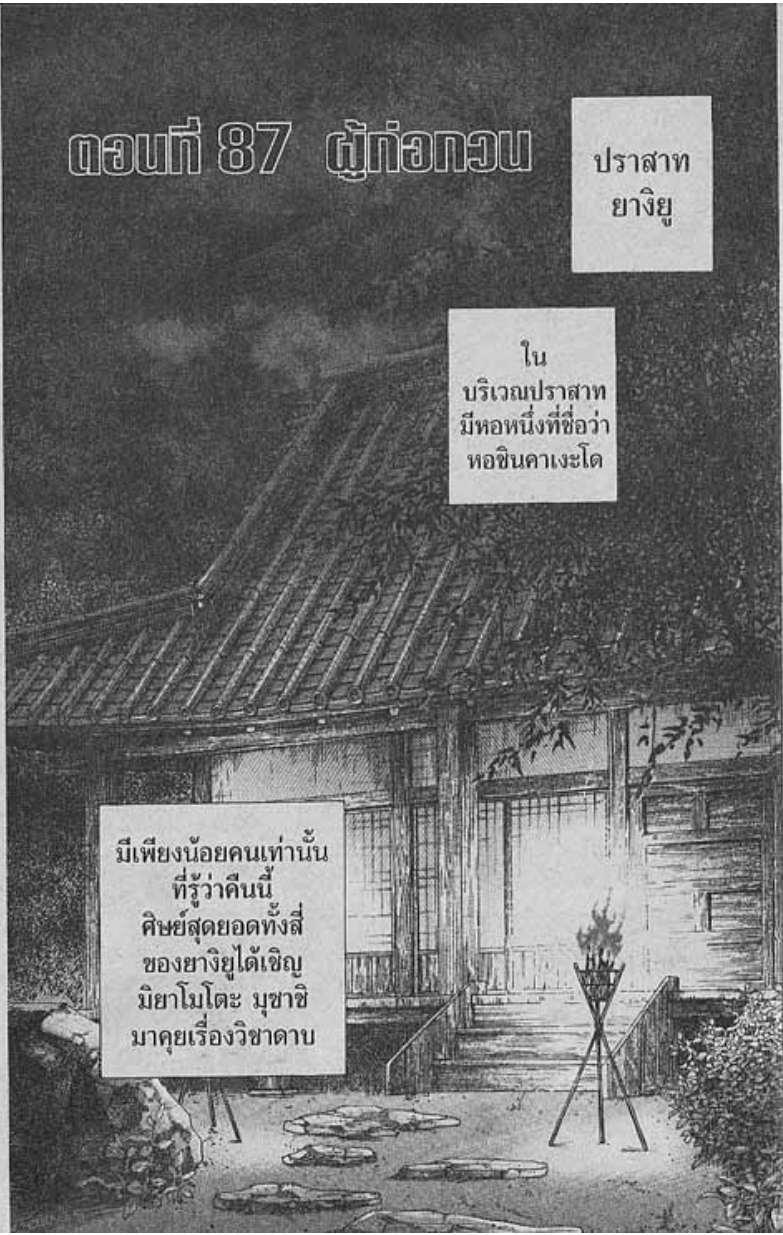 ตอนที่ 87 ผู้ก่อกวน
ปราสาท
ยางิยู
ใน
บริเวณปราสาท
มีหอหนึ่งที่ชื่อว่า
หอชินคาเงะโด
มีเพียงน้อยคนเท่านั้น
ที่รู้ว่าคืนนี้
ศิษย์สุดยอดทั้งสี่
ของยางิยูได้เชิญ
มิยาโมโตะ มุซาชิ
มาคุยเรื่องวิชาดาบ